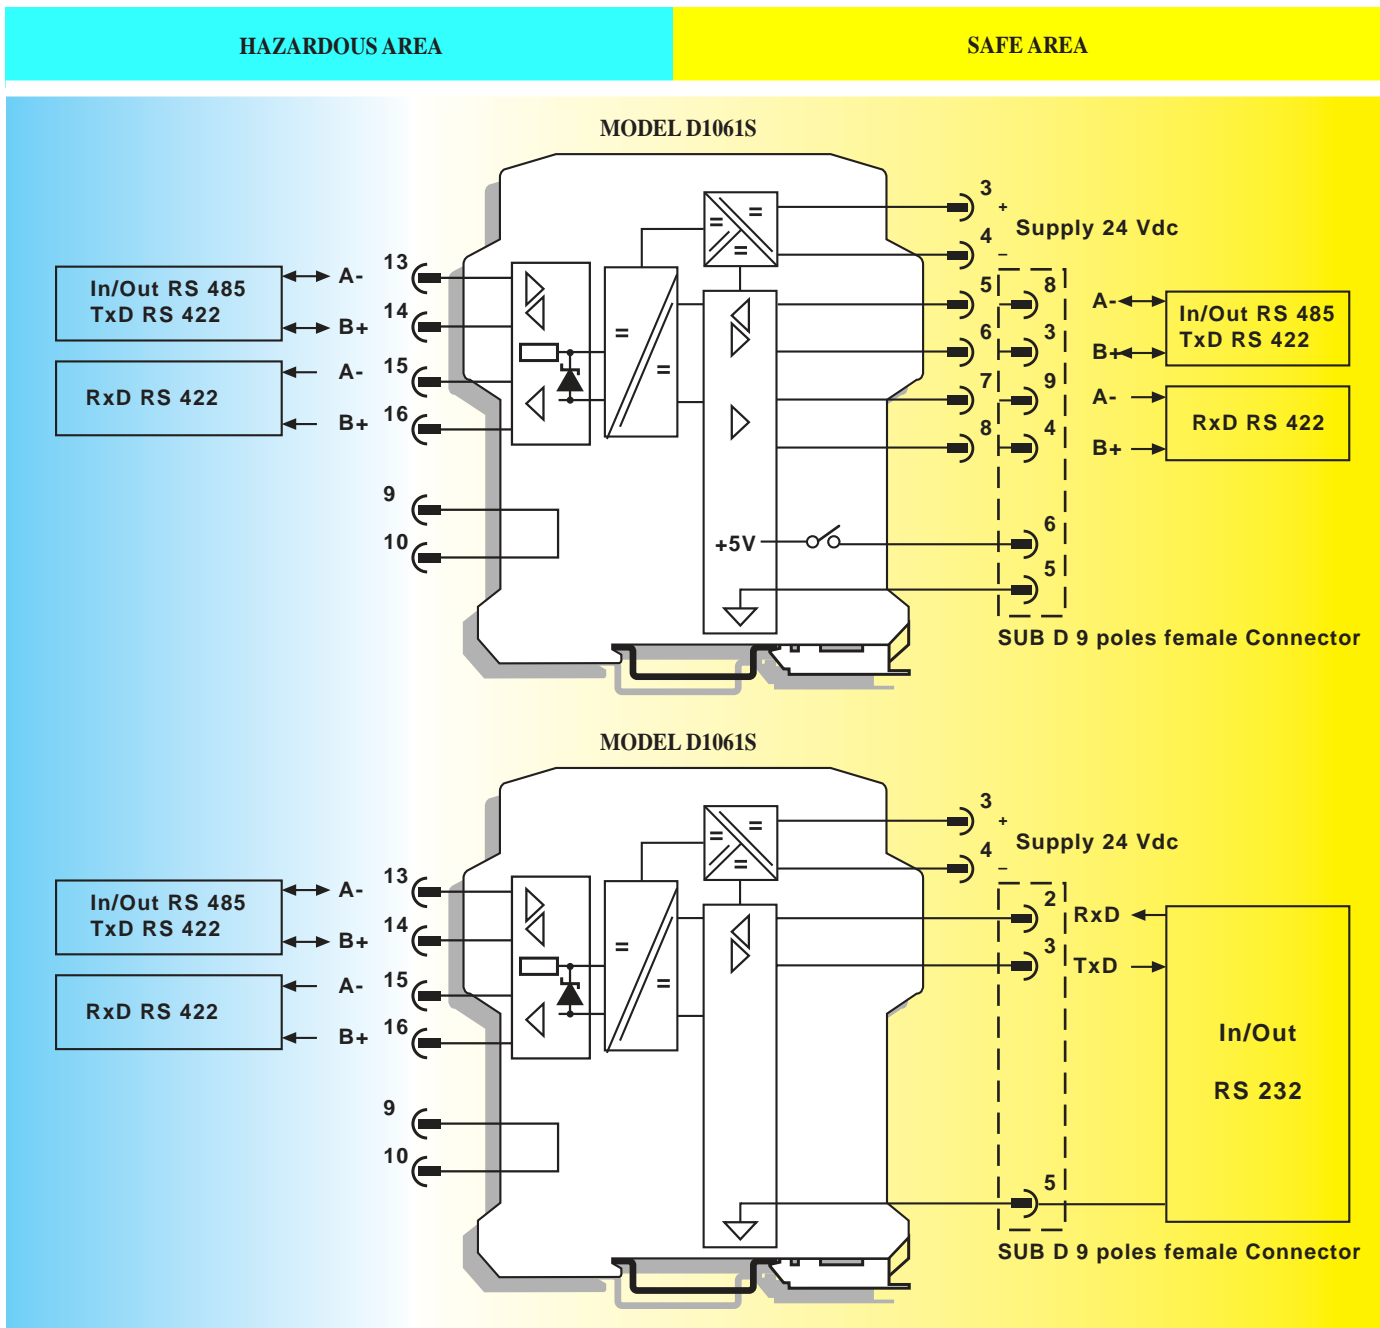 HAZARDOUS AREA
SAFE AREA
MODEL D1061S
3
+
Supply 24 Vdc
4
–
13
A-
In/Out RS 485
TxD RS 422
14
B+
15
A-
RxD RS 422
16
B+
9
10
=
=
=
=
=
5
8
A-
In/Out RS 485
TxD RS 422
6
3
B+
7
9
A-
RxD RS 422
8
4
B+
+5V
6
5
SUB D 9 poles female Connector
MODEL D1061S
3
+
Supply 24 Vdc
4
–
13
A-
In/Out RS 485
TxD RS 422
14
B+
15
A-
RxD RS 422
16
B+
9
10
=
=
=
=
=
2
RxD
3
TxD
In/Out
RS 232
5
SUB D 9 poles female Connector